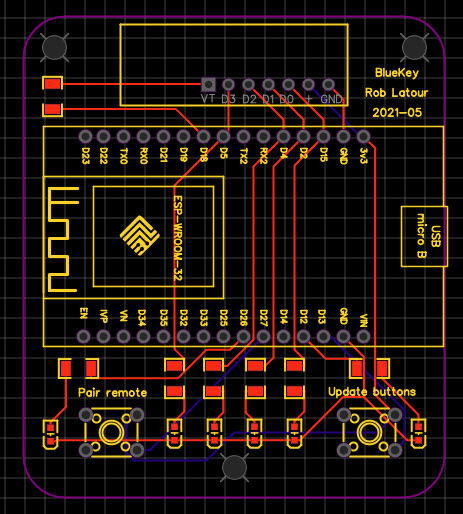 BlueKey
Rob Latour
2021-05
VT D3 D2 D1 D0 + GND
D23 D22 TX0 RX0 D21 D19 D18 D5 TX2 RX2 D4 D2 D15 GND 3v3
ESP-WROOM-32
USB
micro B
EN VP VN D34 D35 D32 D33 D25 D26 D27 D14 D12 D13 GND VIN
Pair remote
Update buttons